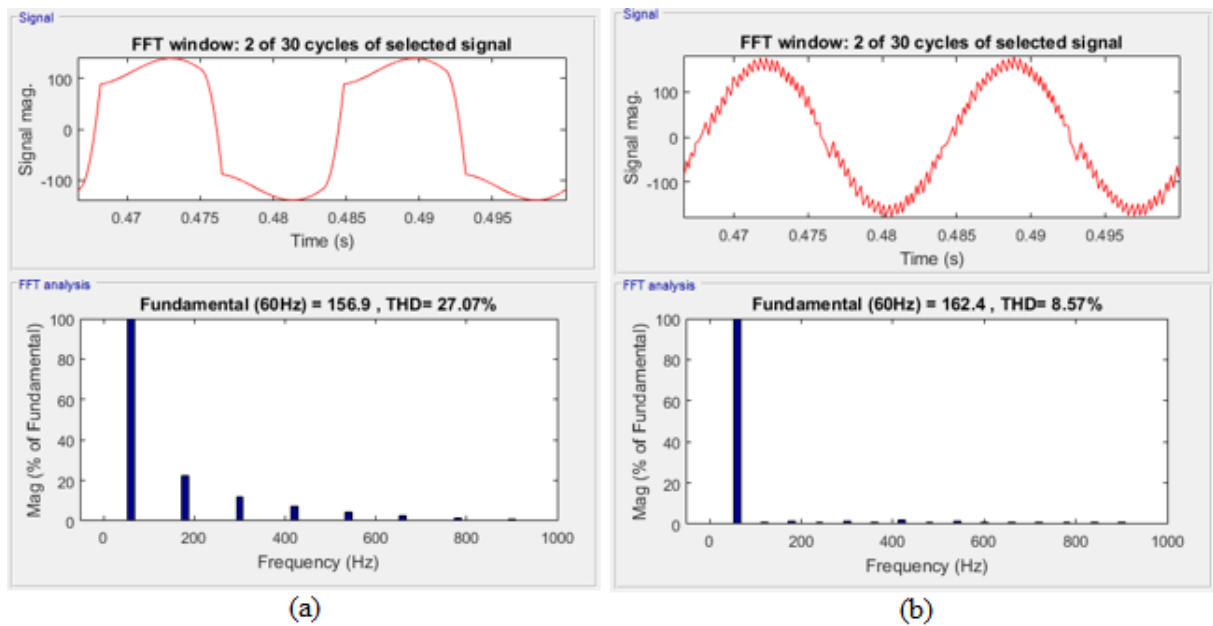 Signal
FFT window: 2 of 30 cycles of selected signal
100
0
-100
Signal mag.
0.47 0.475 0.48 0.485 0.49 0.495
Time (s)
FFT analysis
Fundamental (60Hz) = 156.9 , THD= 27.07%
100
80
60
40
20
0
Mag (% of Fundamental)
0 200 400 600 800 1000
Frequency (Hz)
(a)
Signal
FFT window: 2 of 30 cycles of selected signal
100
0
-100
Signal mag.
0.47 0.475 0.48 0.485 0.49 0.495
Time (s)
FFT analysis
Fundamental (60Hz) = 162.4 , THD= 8.57%
100
80
60
40
20
0
Mag (% of Fundamental)
0 200 400 600 800 1000
Frequency (Hz)
(b)